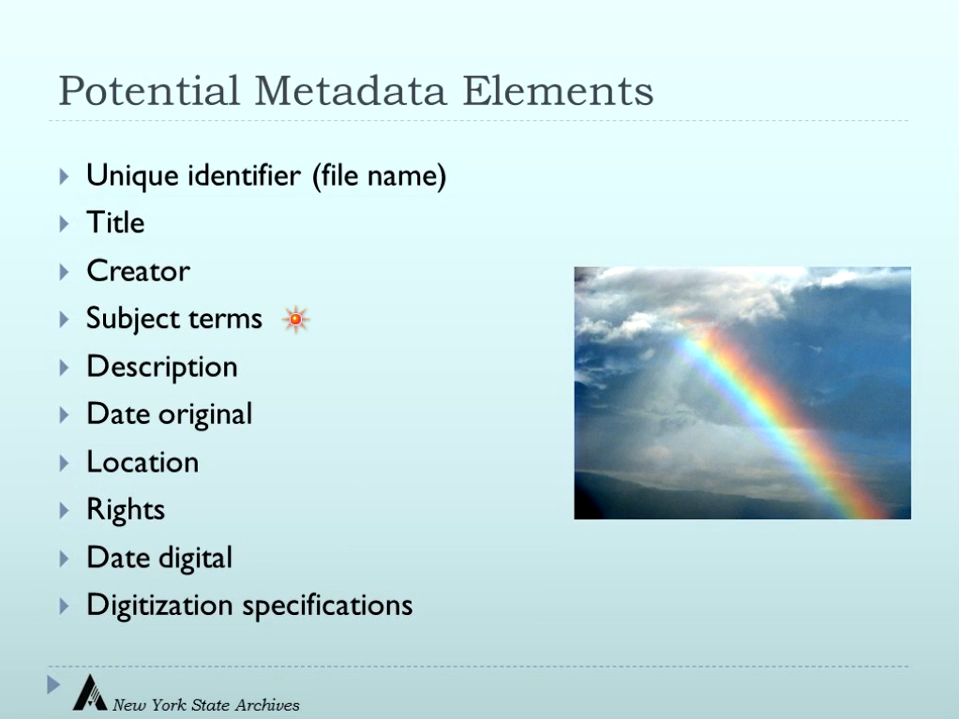 Potential Metadata Elements
Unique identifier (file name)
Title
Creator
Subject terms
Description
Date original
Location
Rights
Date digital
Digitization specifications
New York State Archives